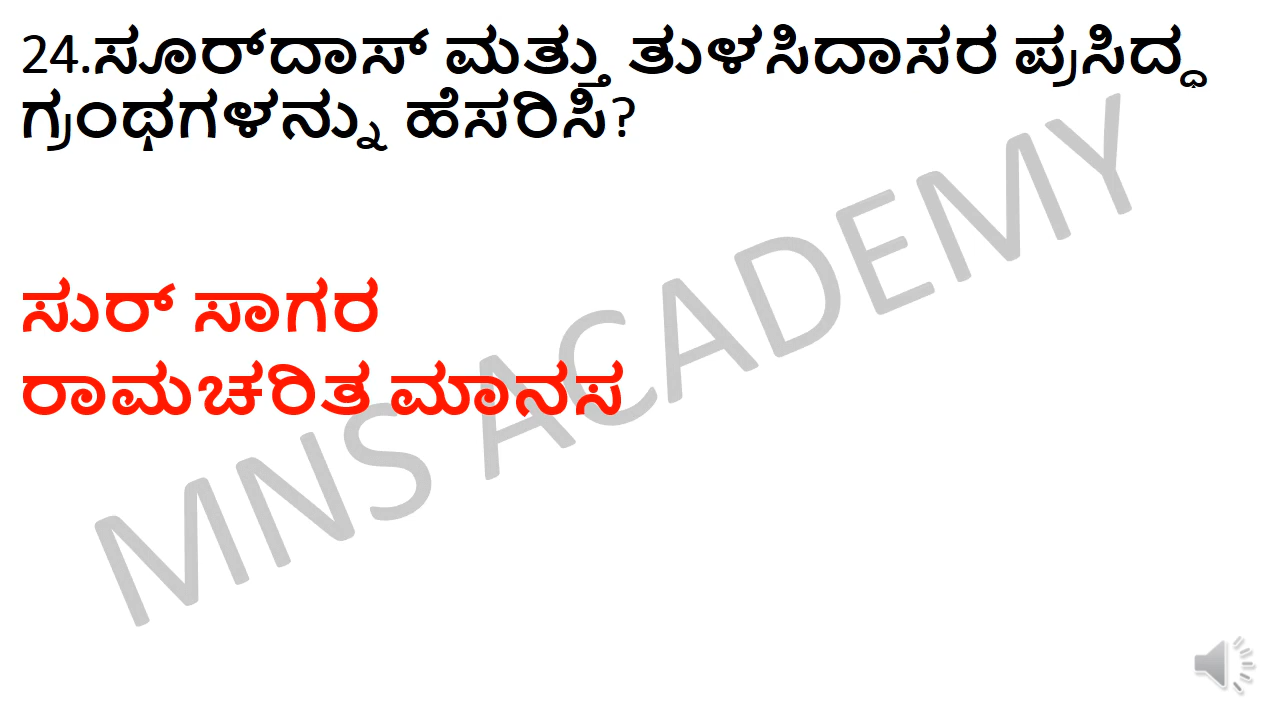 24.ಸೂರ್‌ದಾಸ್ ಮತ್ತು ತುಳಸಿದಾಸರ ಪ್ರಸಿದ್ಧ
ಗ್ರಂಥಗಳನ್ನು ಹೆಸರಿಸಿ?
ಸುರ್ ಸಾಗರ
ರಾಮಚರಿತ ಮಾನಸ
MNS ACADEMY